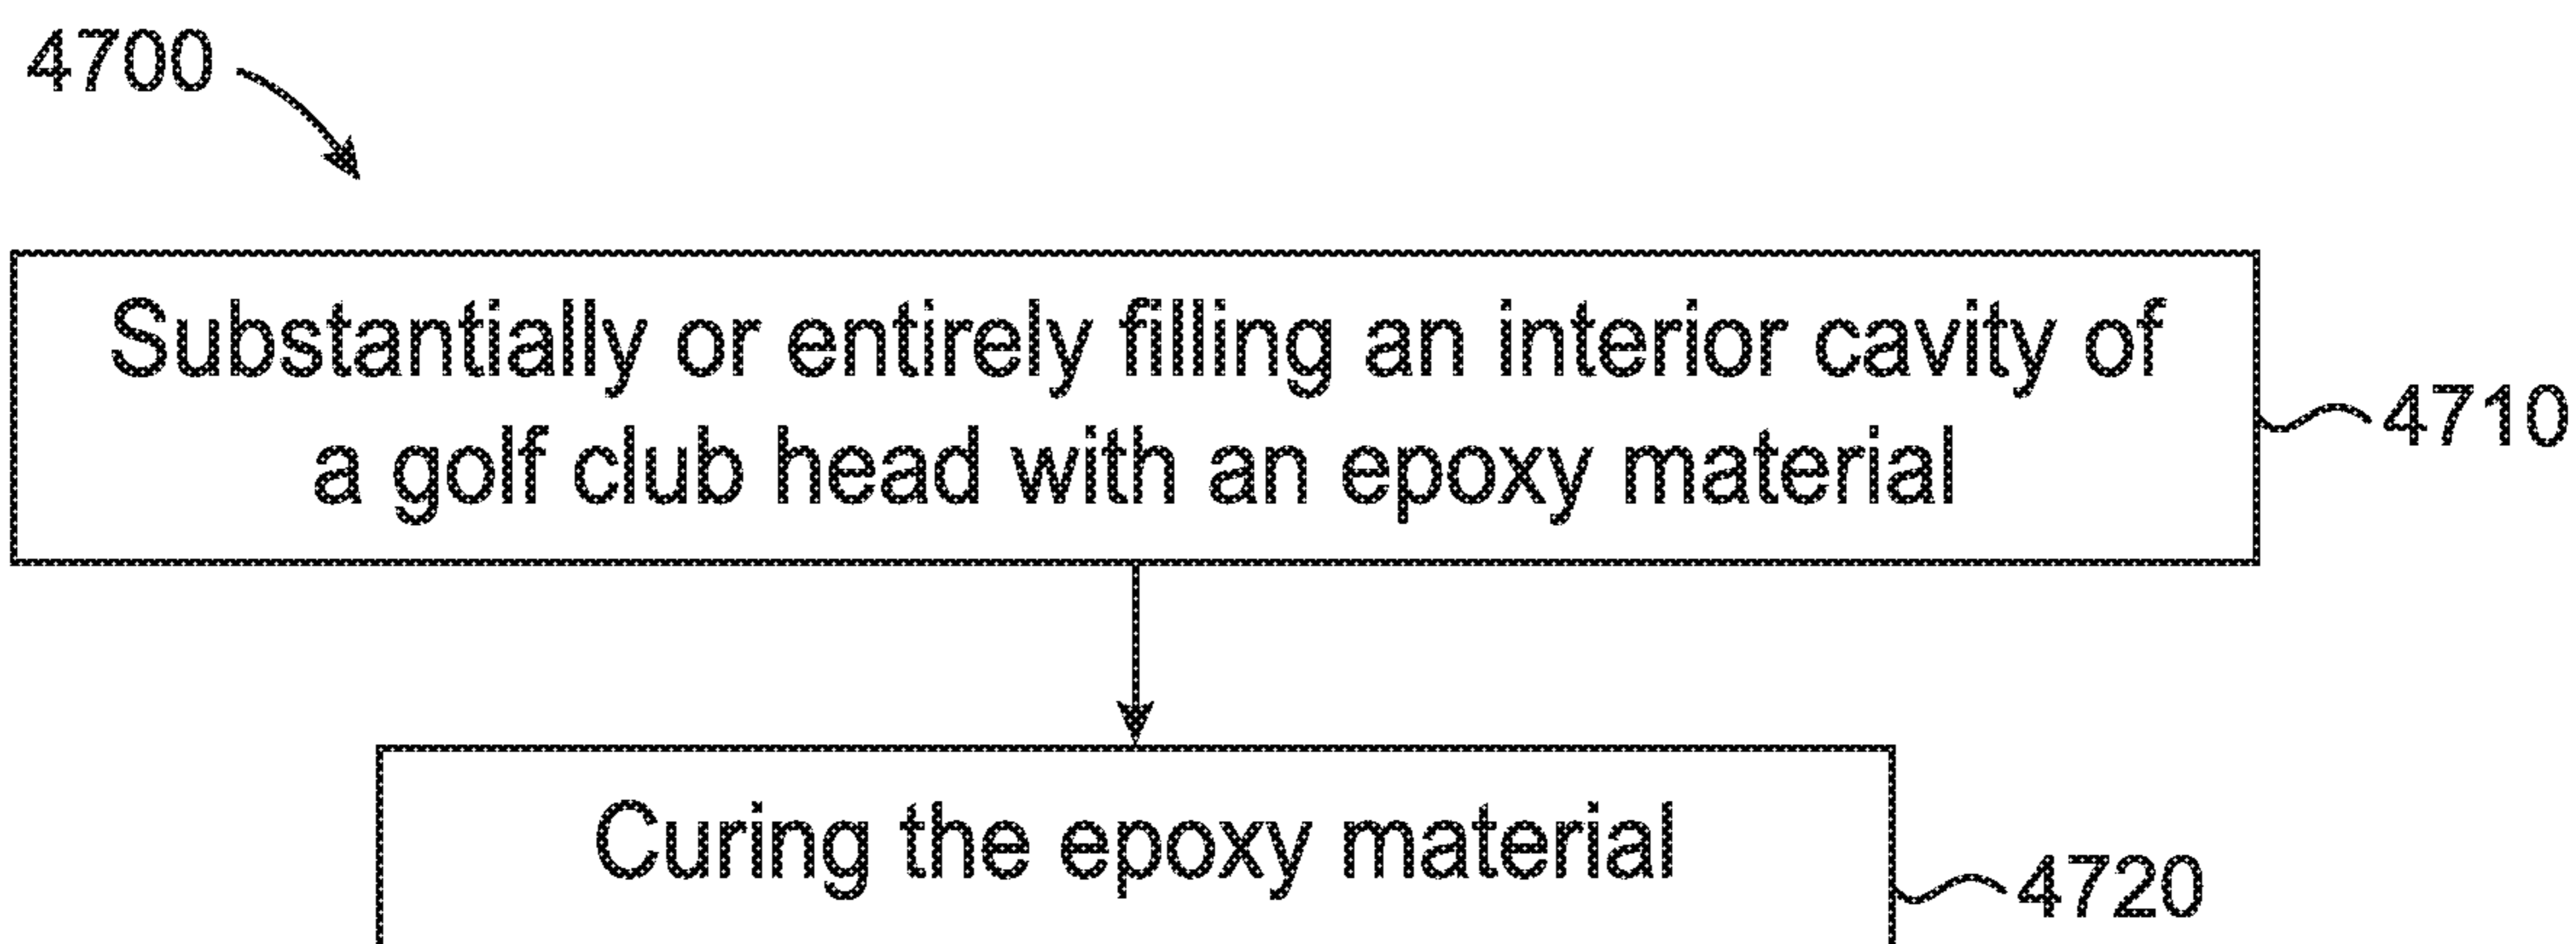 4700
Substantially or entirely filling an interior cavity of
a golf club head with an epoxy material
4710
Curing the epoxy material
4720